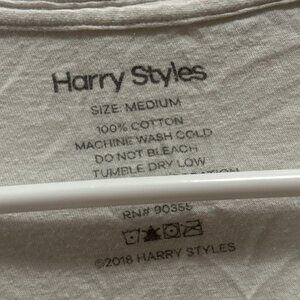 Harry Styles
SIZE: MEDIUM
100% COTTON
MACHINE WASH COLD
DO NOT BLEACH
TUMBLE DRY LOW
RN# 90355
©2018 HARRY STYLES